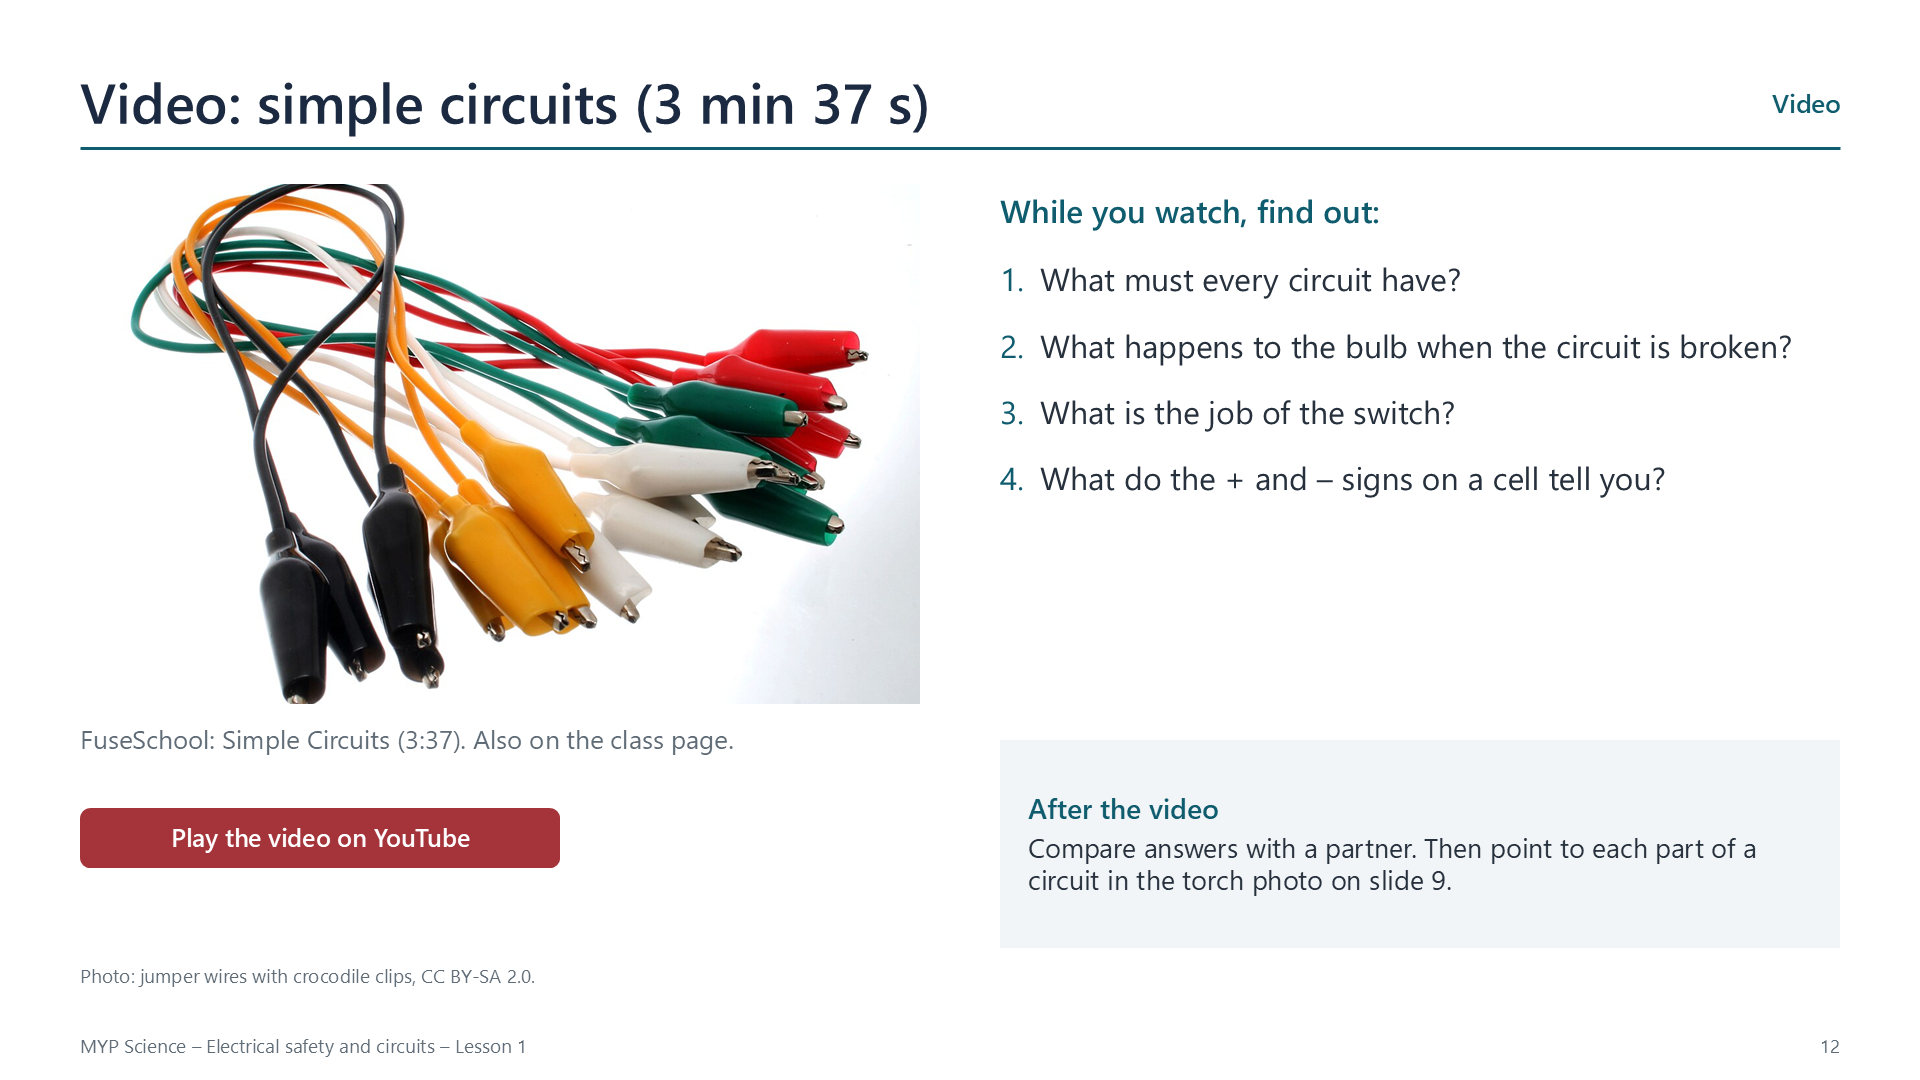 Video: simple circuits (3 min 37 s)
Video
While you watch, find out:
1. What must every circuit have?
2. What happens to the bulb when the circuit is broken?
3. What is the job of the switch?
4. What do the + and – signs on a cell tell you?
FuseSchool: Simple Circuits (3:37). Also on the class page.
Play the video on YouTube
After the video
Compare answers with a partner. Then point to each part of a
circuit in the torch photo on slide 9.
Photo: jumper wires with crocodile clips, CC BY-SA 2.0.
MYP Science – Electrical safety and circuits – Lesson 1
12